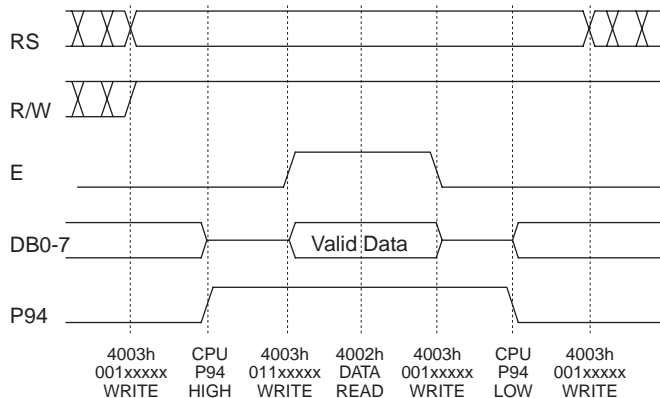 RS
R/W
E
DB0-7 Valid Data
P94
4003h CPU 4003h 4002h 4003h CPU 4003h
001xxxxx P94 011xxxxx DATA 001xxxxx P94 001xxxxx
WRITE HIGH WRITE READ WRITE LOW WRITE